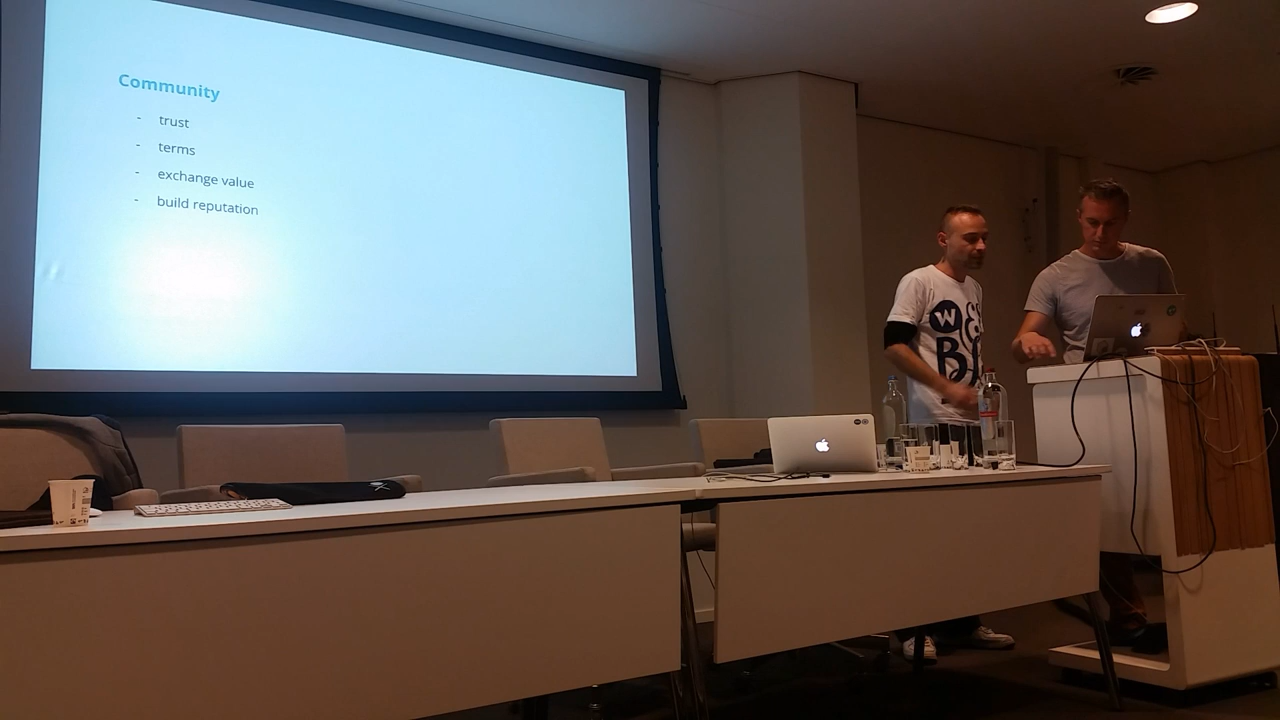 Community
- trust
- terms
- exchange value
- build reputation
W&
B